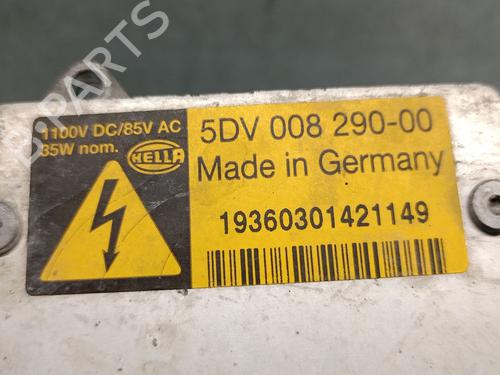 1100V DC/85V AC
35W nom.
HELLA
5DV 008 290-00
Made in Germany
19360301421149
B-PARTS